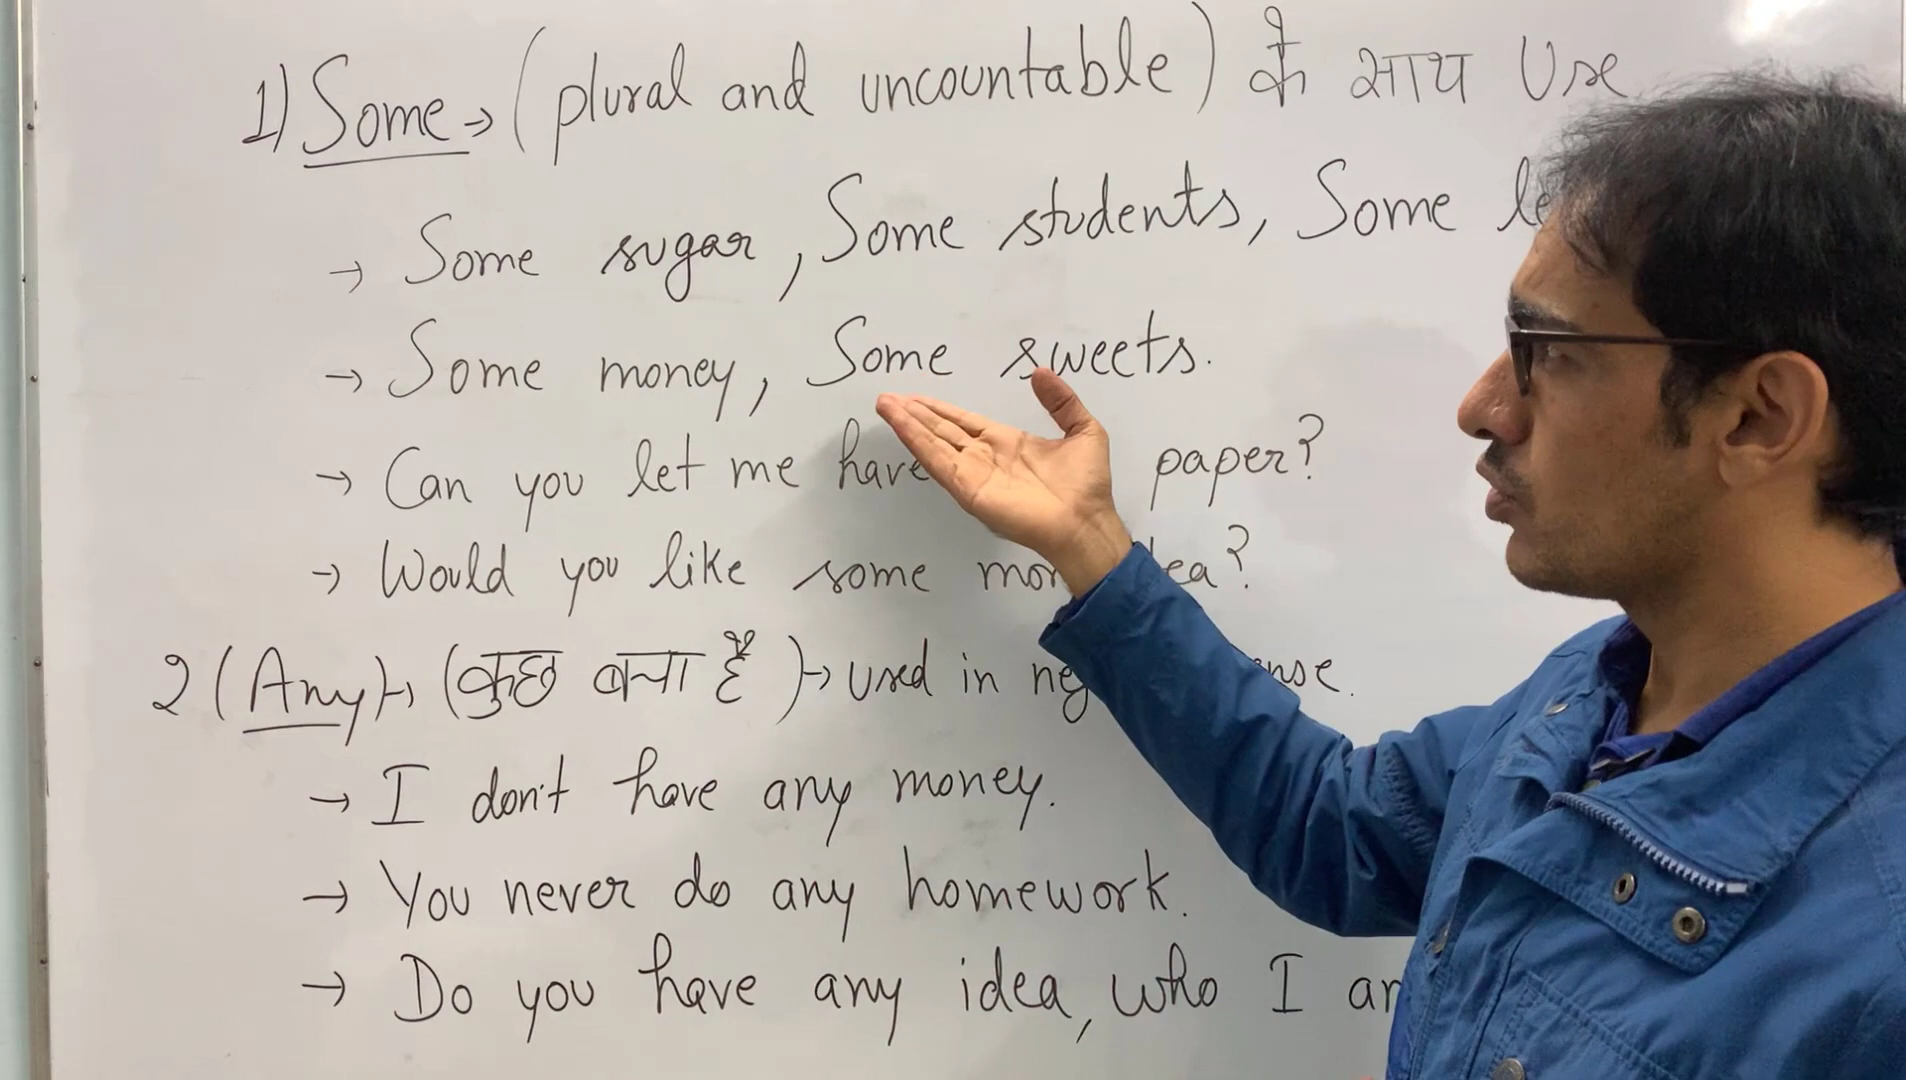 1) Some → (plural and uncountable) के साथ Use
→ Some sugar, Some students, Some
→ Some money, Some sweets.
→ Can you let me have paper?
→ Would you like some
2 (Any) → (कुछ बचा है) → used in
→ I don't have any money.
→ You never do any homework.
→ Do you have any idea, who I